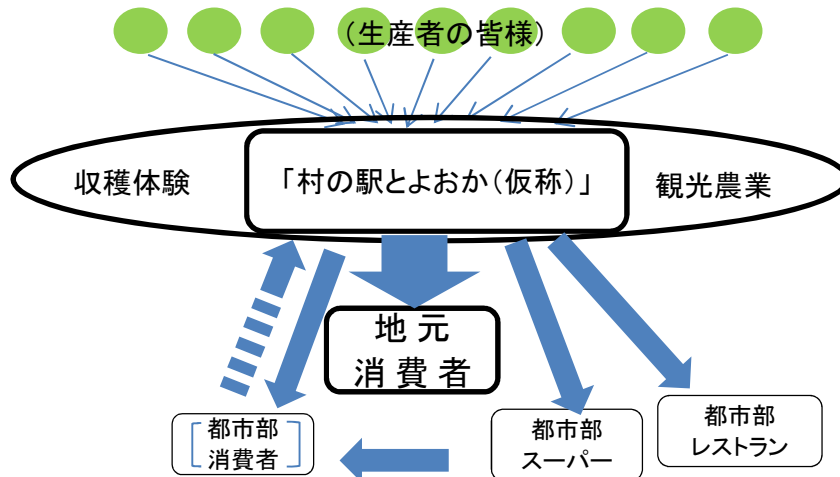 (生産者の皆様)
収穫体験
「村の駅とよおか(仮称)」
観光農業
地元
消費者
都市部
消費者
都市部
スーパー
都市部
レストラン